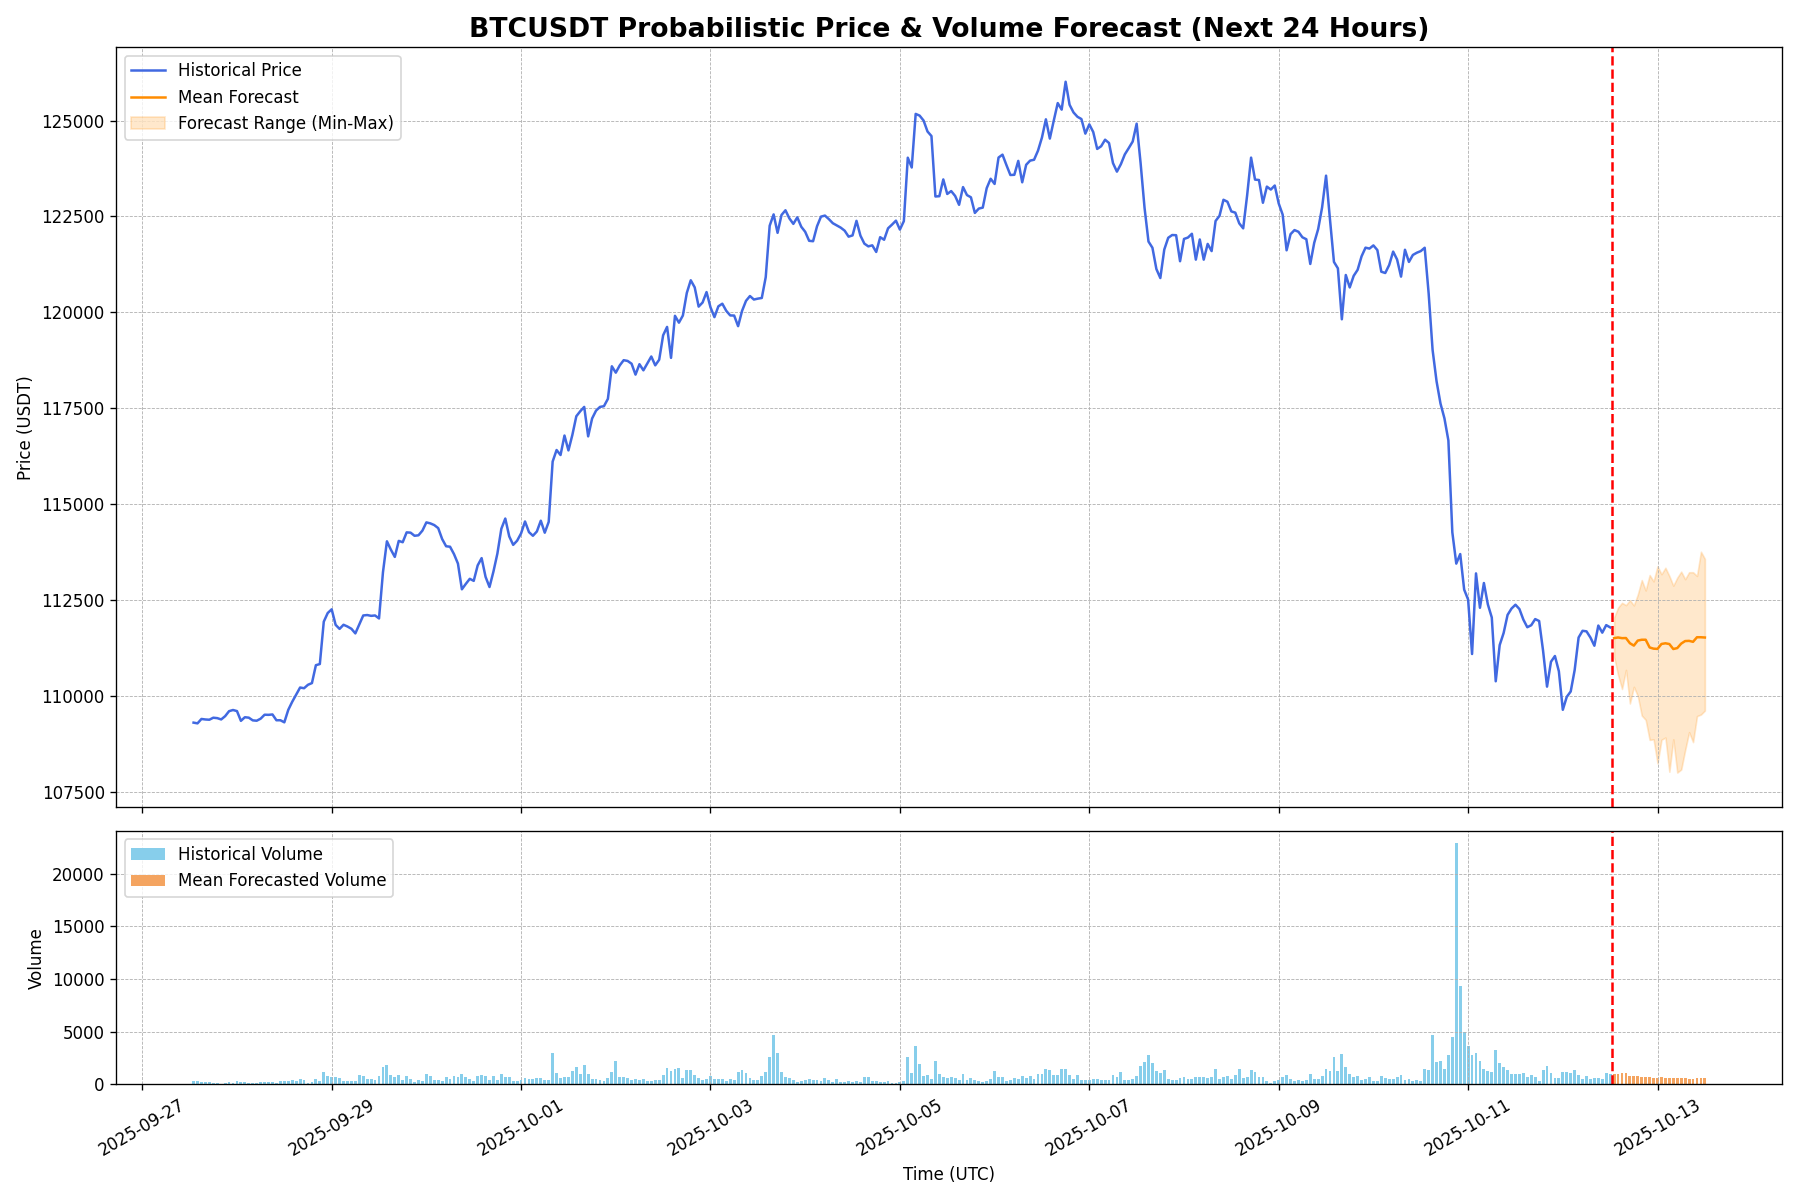 BTCUSDT Probabilistic Price & Volume Forecast (Next 24 Hours)
Historical Price
Mean Forecast
Forecast Range (Min-Max)
125000
122500
120000
117500
115000
112500
110000
107500
Price (USDT)
Historical Volume
Mean Forecasted Volume
20000
15000
10000
5000
0
Volume
2025-09-27
2025-09-29
2025-10-01
2025-10-03
2025-10-05
2025-10-07
2025-10-09
2025-10-11
2025-10-13
Time (UTC)